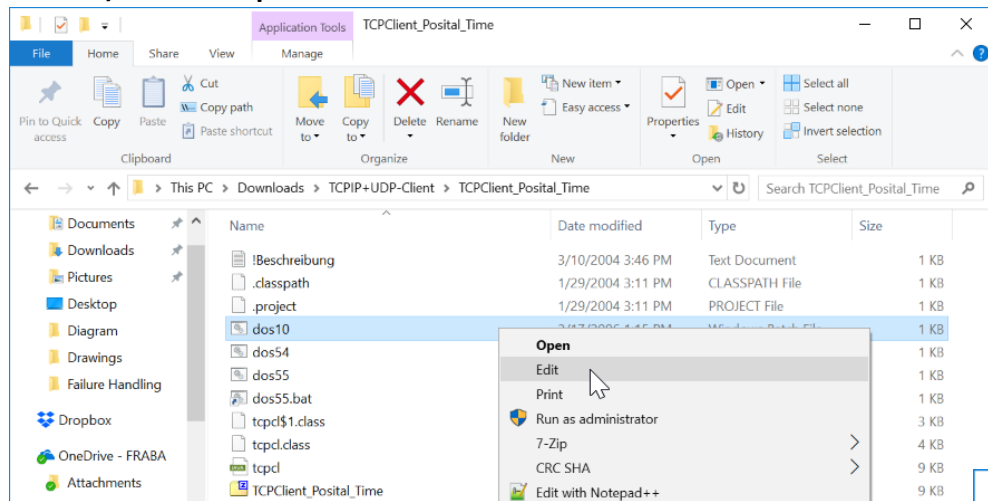 Application Tools TCPClient_Posital_Time
File Home Share View Manage
Pin to Quick access
Copy
Paste
Cut
Copy path
Paste shortcut
Move to
Copy to
Delete
Rename
New folder
New item
Easy access
Properties
Open
Edit
History
Select all
Select none
Invert selection
Clipboard Organize New Open Select
This PC > Downloads > TCPIP+UDP-Client > TCPClient_Posital_Time
Search TCPClient_Posital_Time
Documents
Downloads
Pictures
Desktop
Diagram
Drawings
Failure Handling
Dropbox
OneDrive - FRABA
Attachments
Name Date modified Type Size
!Beschreibung 3/10/2004 3:46 PM Text Document 1 KB
.classpath 1/29/2004 3:11 PM CLASSPATH File 1 KB
.project 1/29/2004 3:11 PM PROJECT File 1 KB
dos10 1 KB
dos54 1 KB
dos55 1 KB
dos55.bat 1 KB
tcpcl$1.class 3 KB
tcpcl.class 4 KB
tcpcl 9 KB
TCPClient_Posital_Time 9 KB
Open
Edit
Print
Run as administrator
7-Zip
CRC SHA
Edit with Notepad++